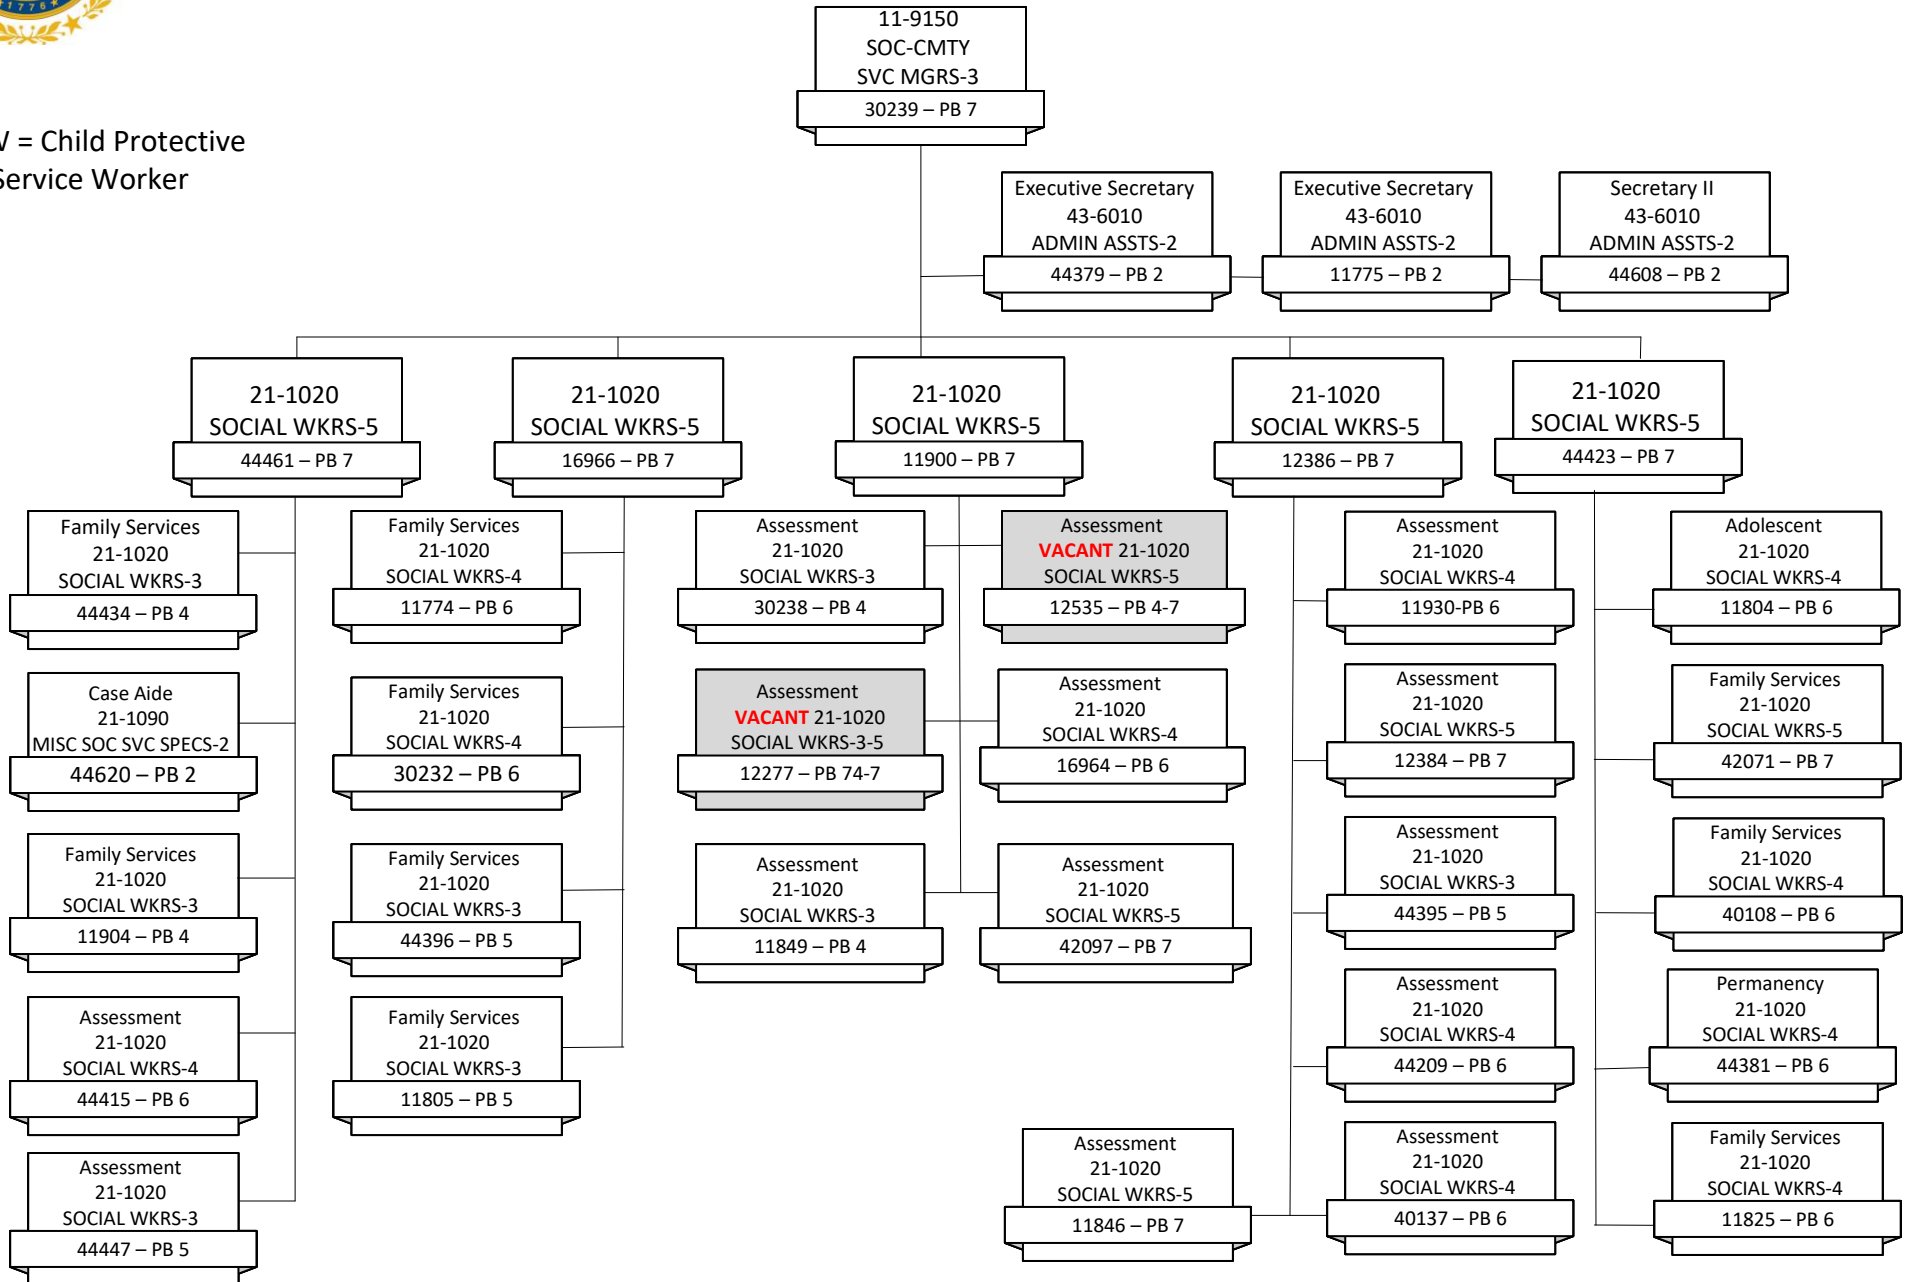 1776
11-9150
SOC-CMTY
SVC MGRS-3
30239 – PB 7
= Child Protective
Service Worker
Executive Secretary
43-6010
ADMIN ASSTS-2
44379 – PB 2
Executive Secretary
43-6010
ADMIN ASSTS-2
11775 – PB 2
Secretary II
43-6010
ADMIN ASSTS-2
44608 – PB 2
21-1020
SOCIAL WKRS-5
44461 – PB 7
21-1020
SOCIAL WKRS-5
16966 – PB 7
21-1020
SOCIAL WKRS-5
11900 – PB 7
21-1020
SOCIAL WKRS-5
12386 – PB 7
21-1020
SOCIAL WKRS-5
44423 – PB 7
Family Services
21-1020
SOCIAL WKRS-3
44434 – PB 4
Case Aide
21-1090
MISC SOC SVC SPECS-2
44620 – PB 2
Family Services
21-1020
SOCIAL WKRS-3
11904 – PB 4
Assessment
21-1020
SOCIAL WKRS-4
44415 – PB 6
Assessment
21-1020
SOCIAL WKRS-3
44447 – PB 5
Family Services
21-1020
SOCIAL WKRS-4
11774 – PB 6
Family Services
21-1020
SOCIAL WKRS-4
30232 – PB 6
Family Services
21-1020
SOCIAL WKRS-3
44396 – PB 5
Family Services
21-1020
SOCIAL WKRS-3
11805 – PB 5
Assessment
21-1020
SOCIAL WKRS-3
30238 – PB 4
Assessment
VACANT 21-1020
SOCIAL WKRS-5
12535 – PB 4-7
Assessment
VACANT 21-1020
SOCIAL WKRS-3-5
12277 – PB 74-7
Assessment
21-1020
SOCIAL WKRS-4
16964 – PB 6
Assessment
21-1020
SOCIAL WKRS-3
11849 – PB 4
Assessment
21-1020
SOCIAL WKRS-5
42097 – PB 7
Assessment
21-1020
SOCIAL WKRS-4
11930-PB 6
Assessment
21-1020
SOCIAL WKRS-5
12384 – PB 7
Assessment
21-1020
SOCIAL WKRS-3
44395 – PB 5
Assessment
21-1020
SOCIAL WKRS-4
44209 – PB 6
Assessment
21-1020
SOCIAL WKRS-5
11846 – PB 7
Assessment
21-1020
SOCIAL WKRS-4
40137 – PB 6
Adolescent
21-1020
SOCIAL WKRS-4
11804 – PB 6
Family Services
21-1020
SOCIAL WKRS-5
42071 – PB 7
Family Services
21-1020
SOCIAL WKRS-4
40108 – PB 6
Permanency
21-1020
SOCIAL WKRS-4
44381 – PB 6
Family Services
21-1020
SOCIAL WKRS-4
11825 – PB 6